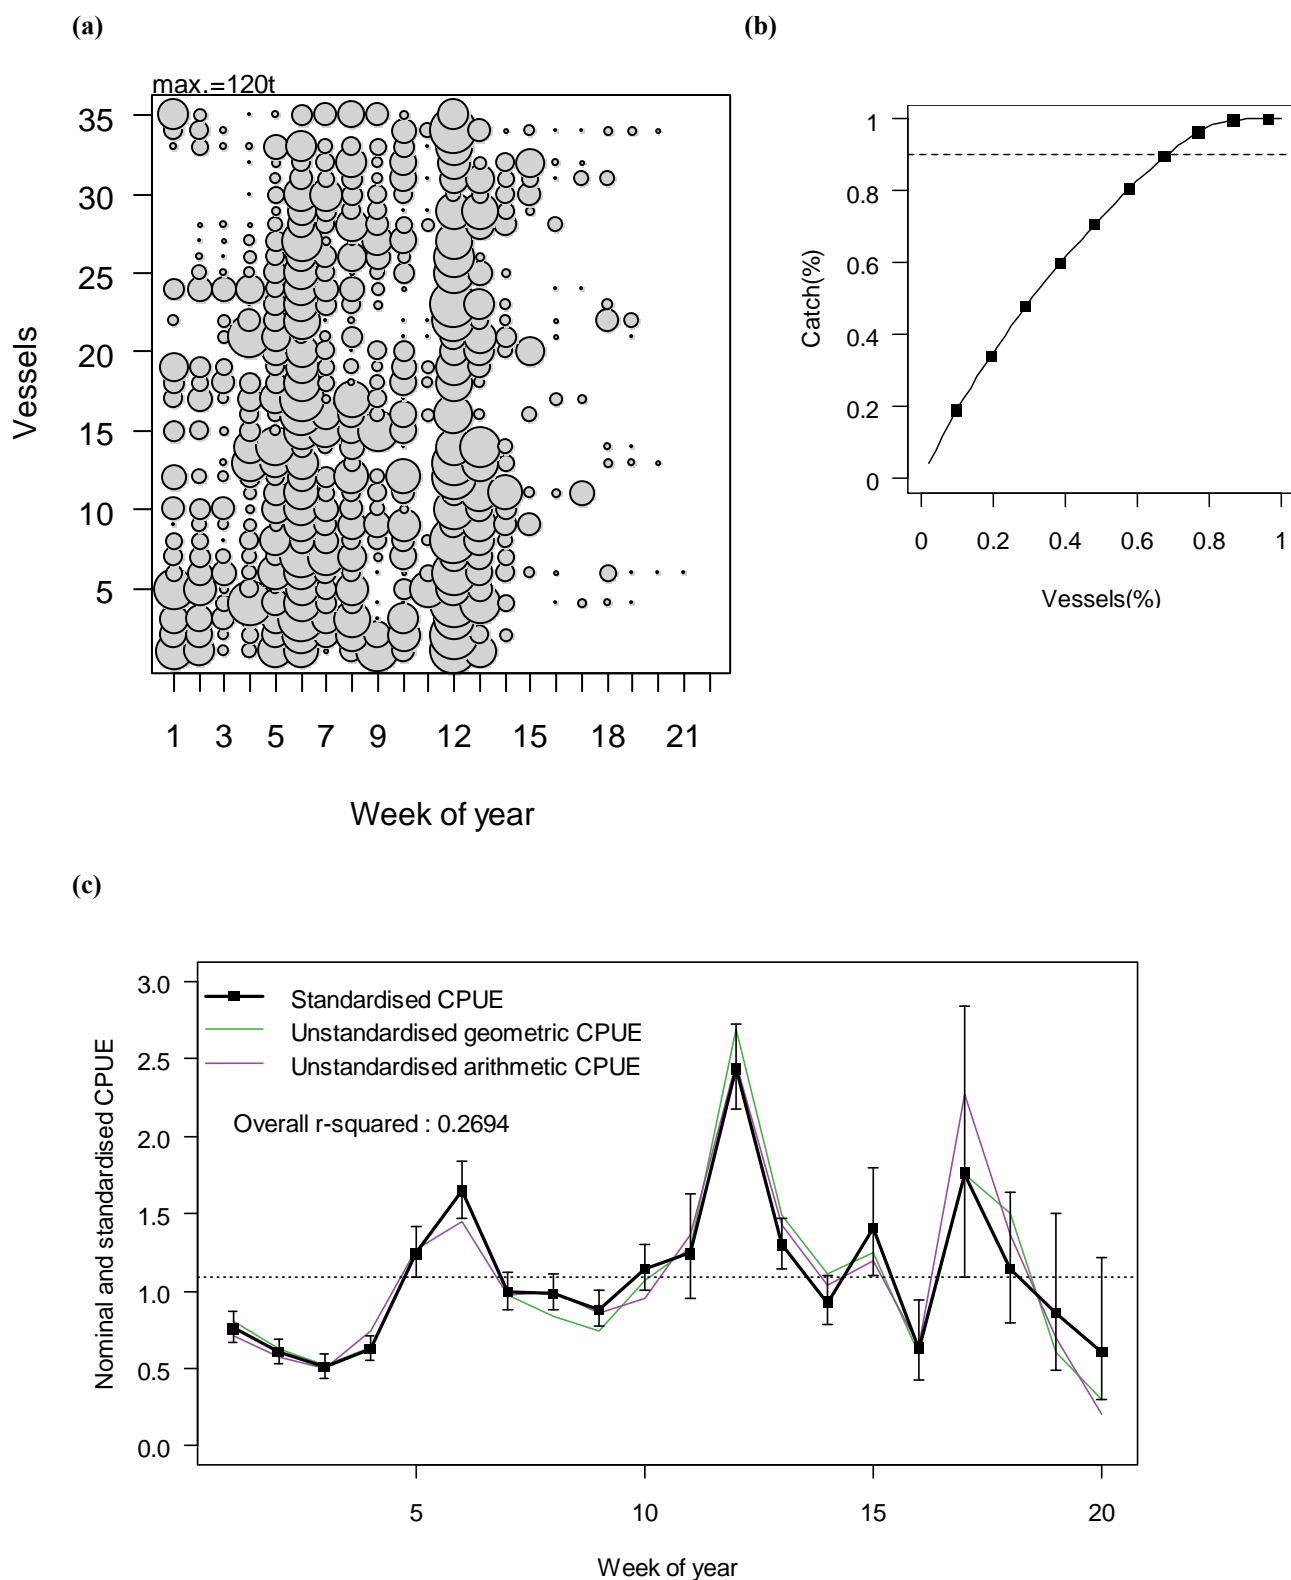 (a)
(b)
max.=120t
35
30
25
20
15
10
5
Vessels
1 3 5 7 9 12 15 18 21
Week of year
1
0.8
0.6
0.4
0.2
0
Catch(%)
0 0.2 0.4 0.6 0.8 1
Vessels(%)
(c)
3.0
2.5
2.0
1.5
1.0
0.5
0.0
Nominal and standardised CPUE
Standardised CPUE
Unstandardised geometric CPUE
Unstandardised arithmetic CPUE
Overall r-squared : 0.2694
5 10 15 20
Week of year